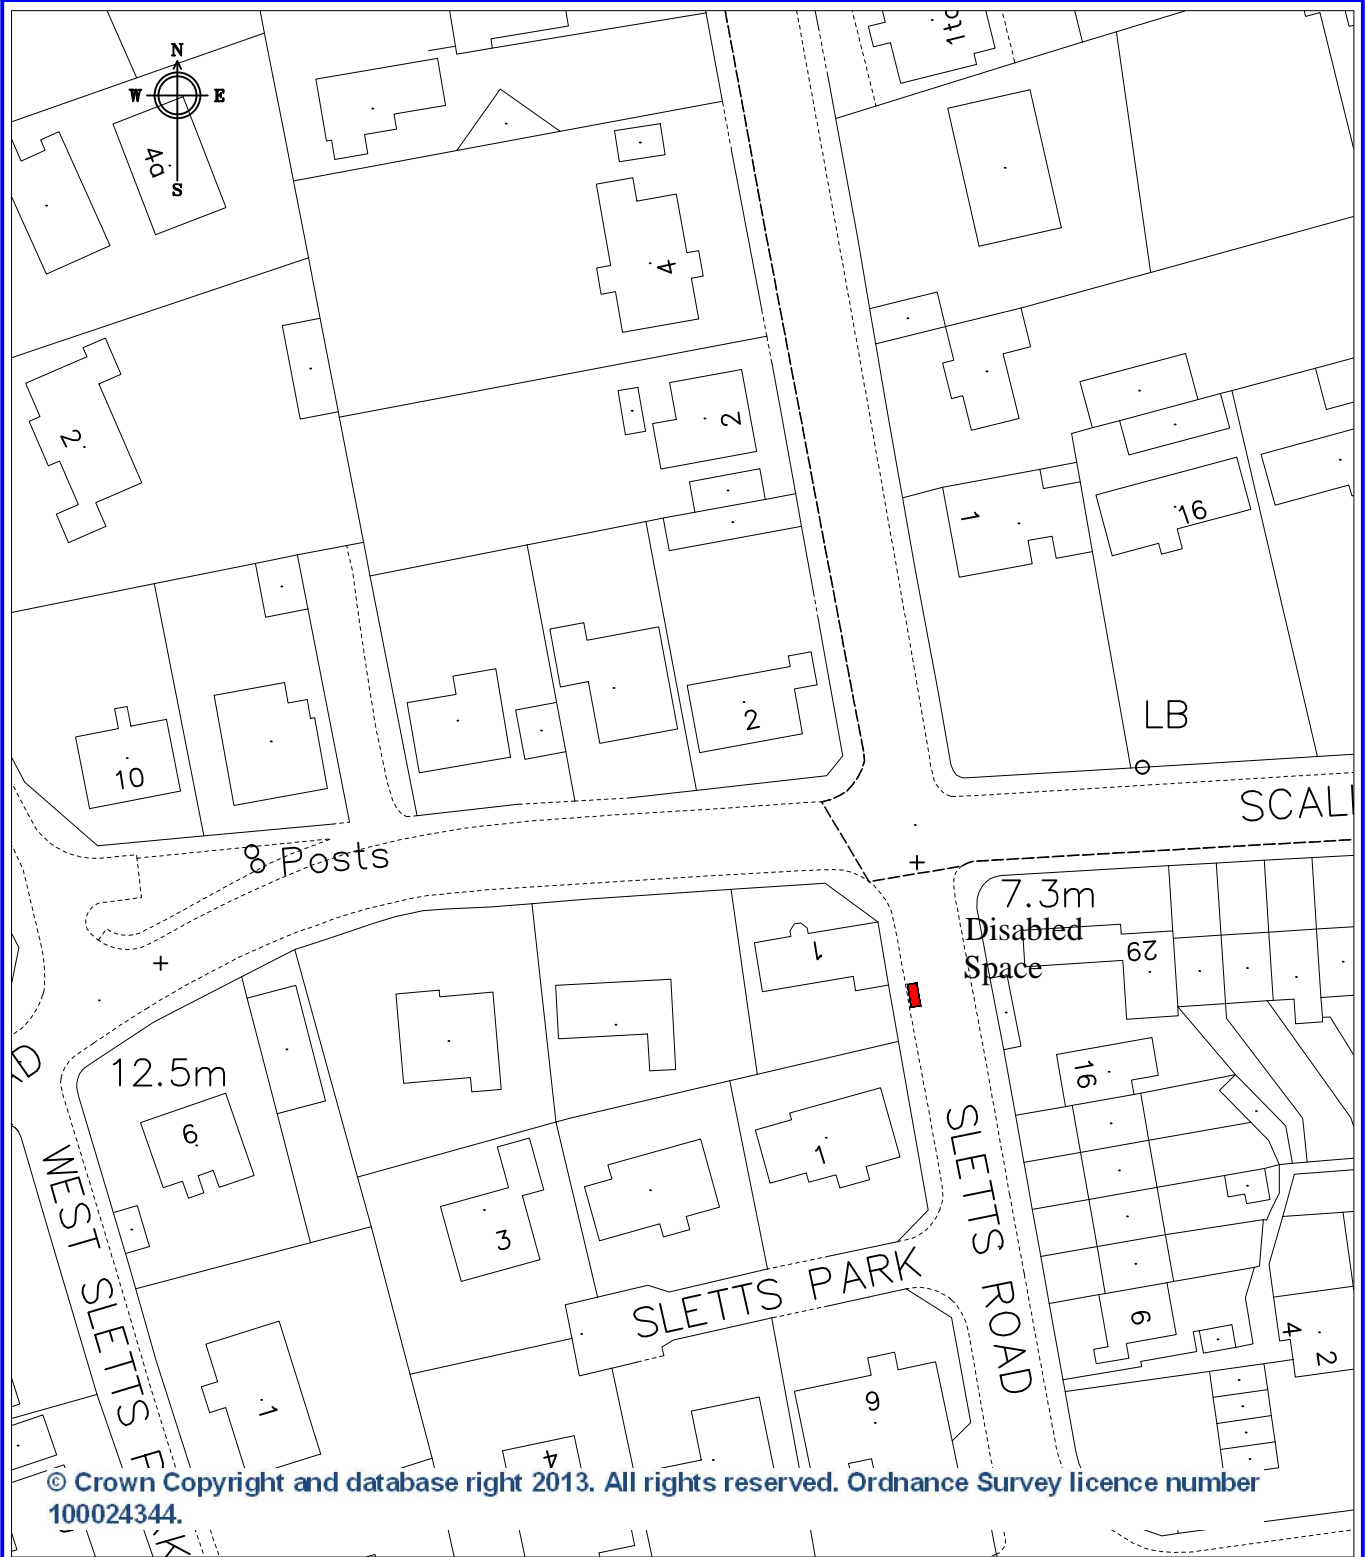 N
W E
S
4a
4
2
2
1
16
10
2
LB
SCAL
8 Posts
7.3m
Disabled
Space
29
1
12.5m
6
16
3
1
WEST SLETTS P
SLETTS ROAD
SLETTS PARK
6
4
2
1
9
4
© Crown Copyright and database right 2013. All rights reserved. Ordnance Survey licence number
100024344.